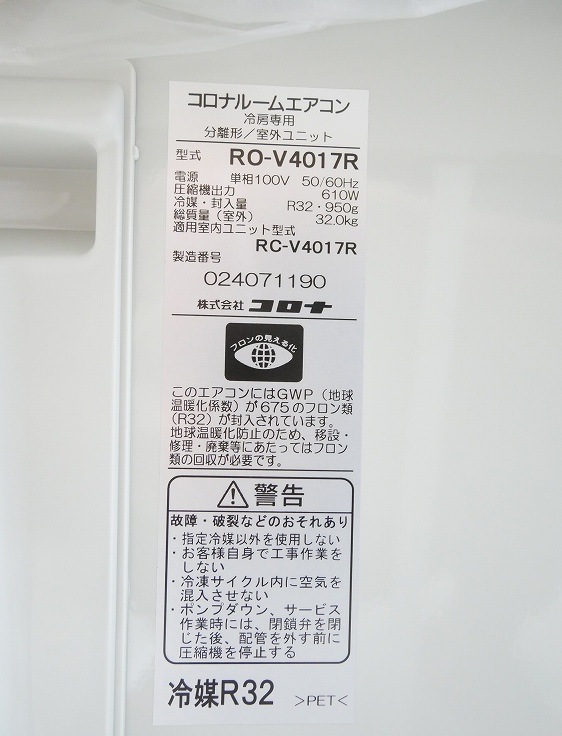 コロナルームエアコン
冷房専用
分離形／室外ユニット
型式 RO-V4017R
電源 単相100V 50/60Hz
圧縮機出力 610W
冷媒・封入量 R32・950g
総質量（室外） 32.0kg
適用室内ユニット型式
RC-V4017R
製造番号
024071190
株式会社 コロナ
フロンの見える化
このエアコンにはGWP（地球
温暖化係数）が675のフロン類
（R32）が封入されています。
地球温暖化防止のため、移設・
修理・廃棄等にあたってはフロン
類の回収が必要です。
警告
故障・破裂などのおそれあり
・指定冷媒以外を使用しない
・お客様自身で工事作業を
しない
・冷凍サイクル内に空気を
混入させない
・ポンプダウン、サービス
作業時には、閉鎖弁を閉
じた後、配管を外す前に
圧縮機を停止する
冷媒R32 >PET<